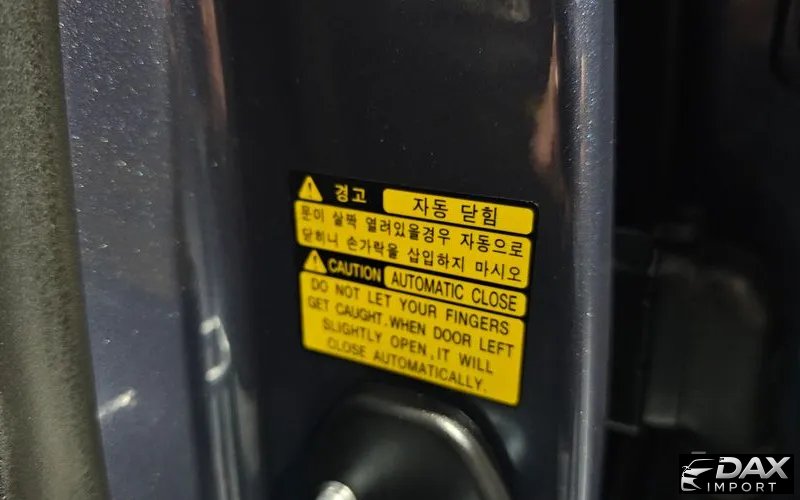 경고 자동 닫힘
문이 살짝 열려있을경우 자동으로
닫히니 손가락을 삽입하지 마시오
CAUTION AUTOMATIC CLOSE
DO NOT LET YOUR FINGERS
GET CAUGHT.WHEN DOOR LEFT
SLIGHTLY OPEN,IT WILL
CLOSE AUTOMATICALLY.
DAX
IMPORT